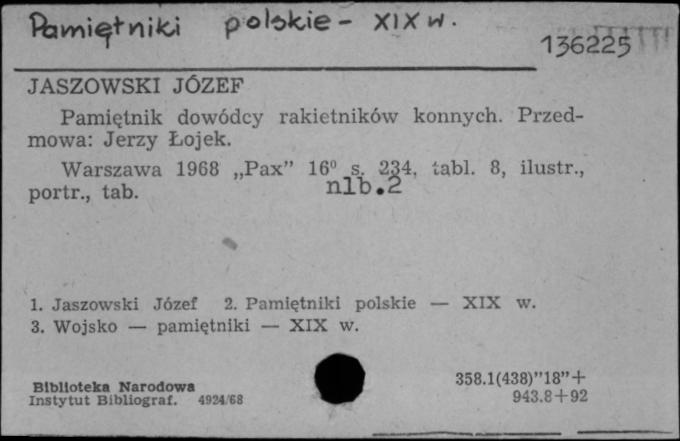 Pamiętniki polskie - XIX w.
136225
JASZOWSKI JÓZEF
Pamiętnik dowódcy rakietników konnych. Przed-
mowa: Jerzy Łojek.
Warszawa 1968 „Pax” 16⁰ s. 234, tabl. 8, ilustr.,
portr., tab. nlb.2
1. Jaszowski Józef 2. Pamiętniki polskie — XIX w.
3. Wojsko — pamiętniki — XIX w.
Biblioteka Narodowa
Instytut Bibliograf. 4924/68
358.1(438)”18”+
943.8+92